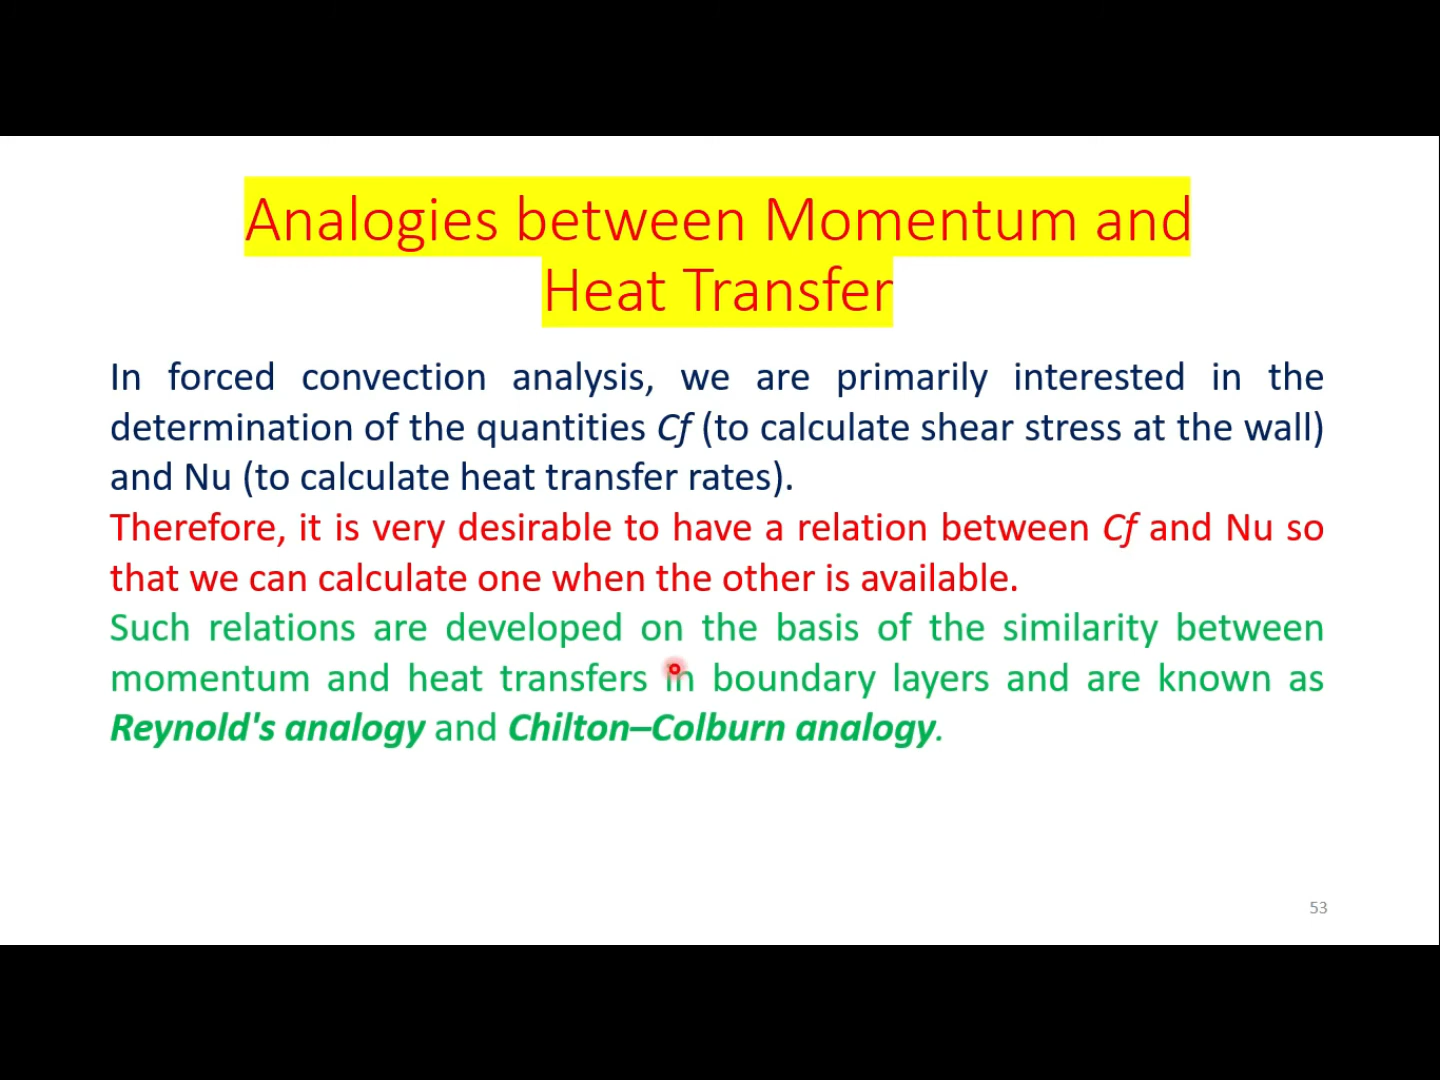 Analogies between Momentum and
Heat Transfer
In forced convection analysis, we are primarily interested in the
determination of the quantities Cf (to calculate shear stress at the wall)
and Nu (to calculate heat transfer rates).
Therefore, it is very desirable to have a relation between Cf and Nu so
that we can calculate one when the other is available.
Such relations are developed on the basis of the similarity between
momentum and heat transfers in boundary layers and are known as
Reynold's analogy and Chilton–Colburn analogy.
53